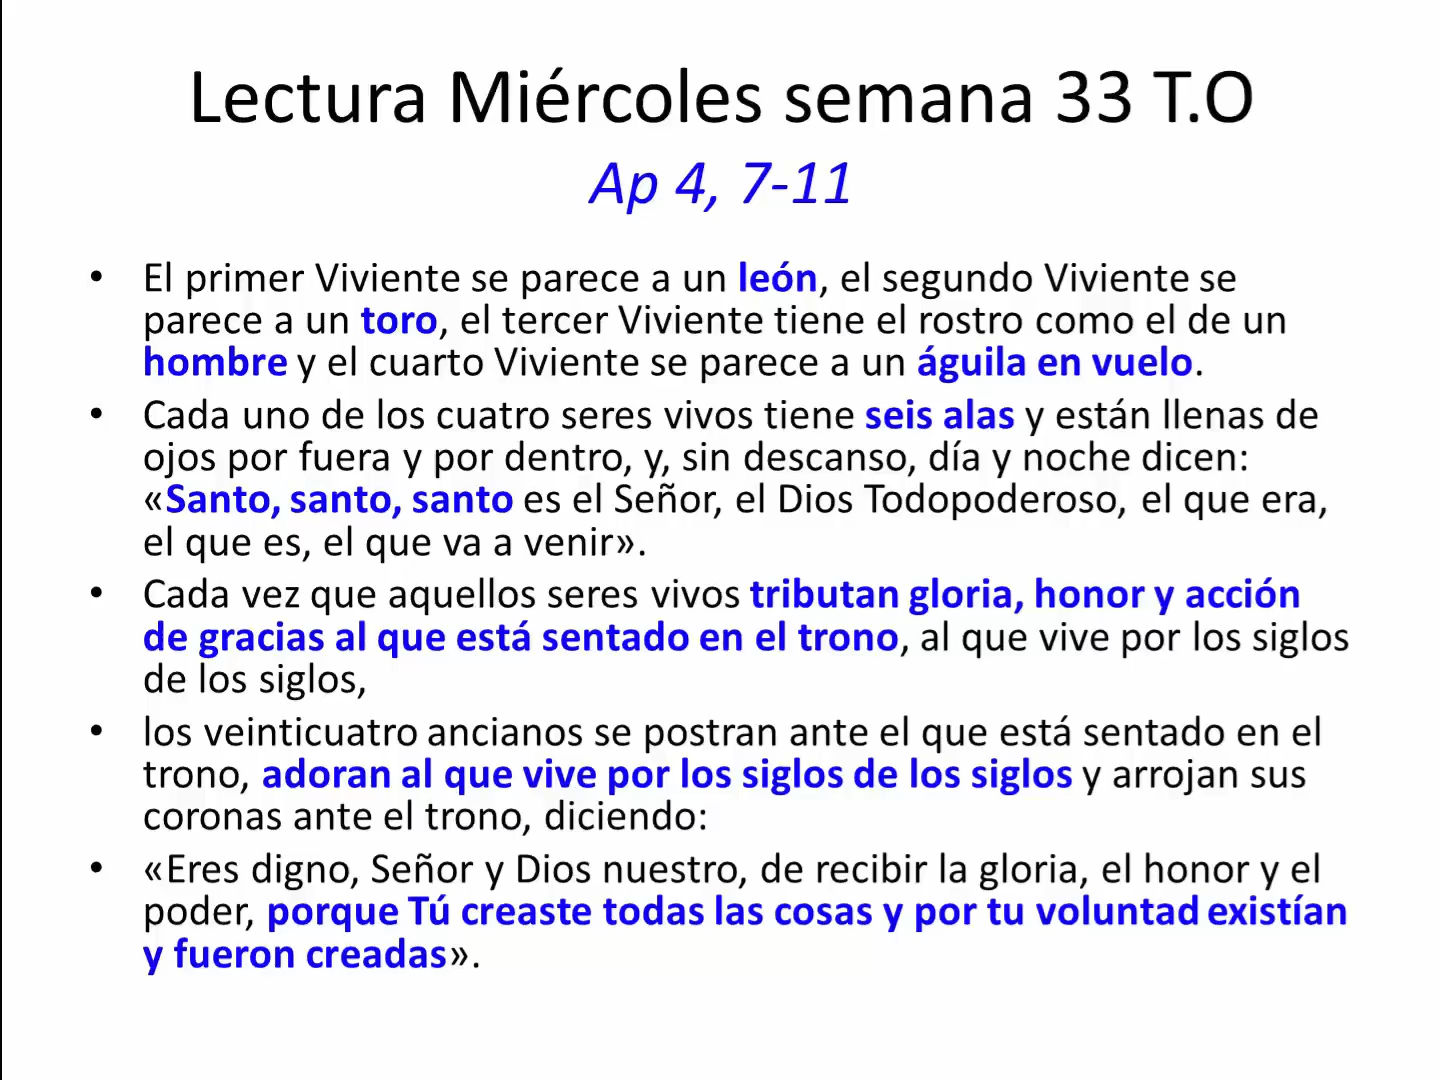 Lectura Miércoles semana 33 T.O
Ap 4, 7-11
• El primer Viviente se parece a un león, el segundo Viviente se
parece a un toro, el tercer Viviente tiene el rostro como el de un
hombre y el cuarto Viviente se parece a un águila en vuelo.
• Cada uno de los cuatro seres vivos tiene seis alas y están llenas de
ojos por fuera y por dentro, y, sin descanso, día y noche dicen:
«Santo, santo, santo es el Señor, el Dios Todopoderoso, el que era,
el que es, el que va a venir».
• Cada vez que aquellos seres vivos tributan gloria, honor y acción
de gracias al que está sentado en el trono, al que vive por los siglos
de los siglos,
• los veinticuatro ancianos se postran ante el que está sentado en el
trono, adoran al que vive por los siglos de los siglos y arrojan sus
coronas ante el trono, diciendo:
• «Eres digno, Señor y Dios nuestro, de recibir la gloria, el honor y el
poder, porque Tú creaste todas las cosas y por tu voluntad existían
y fueron creadas».